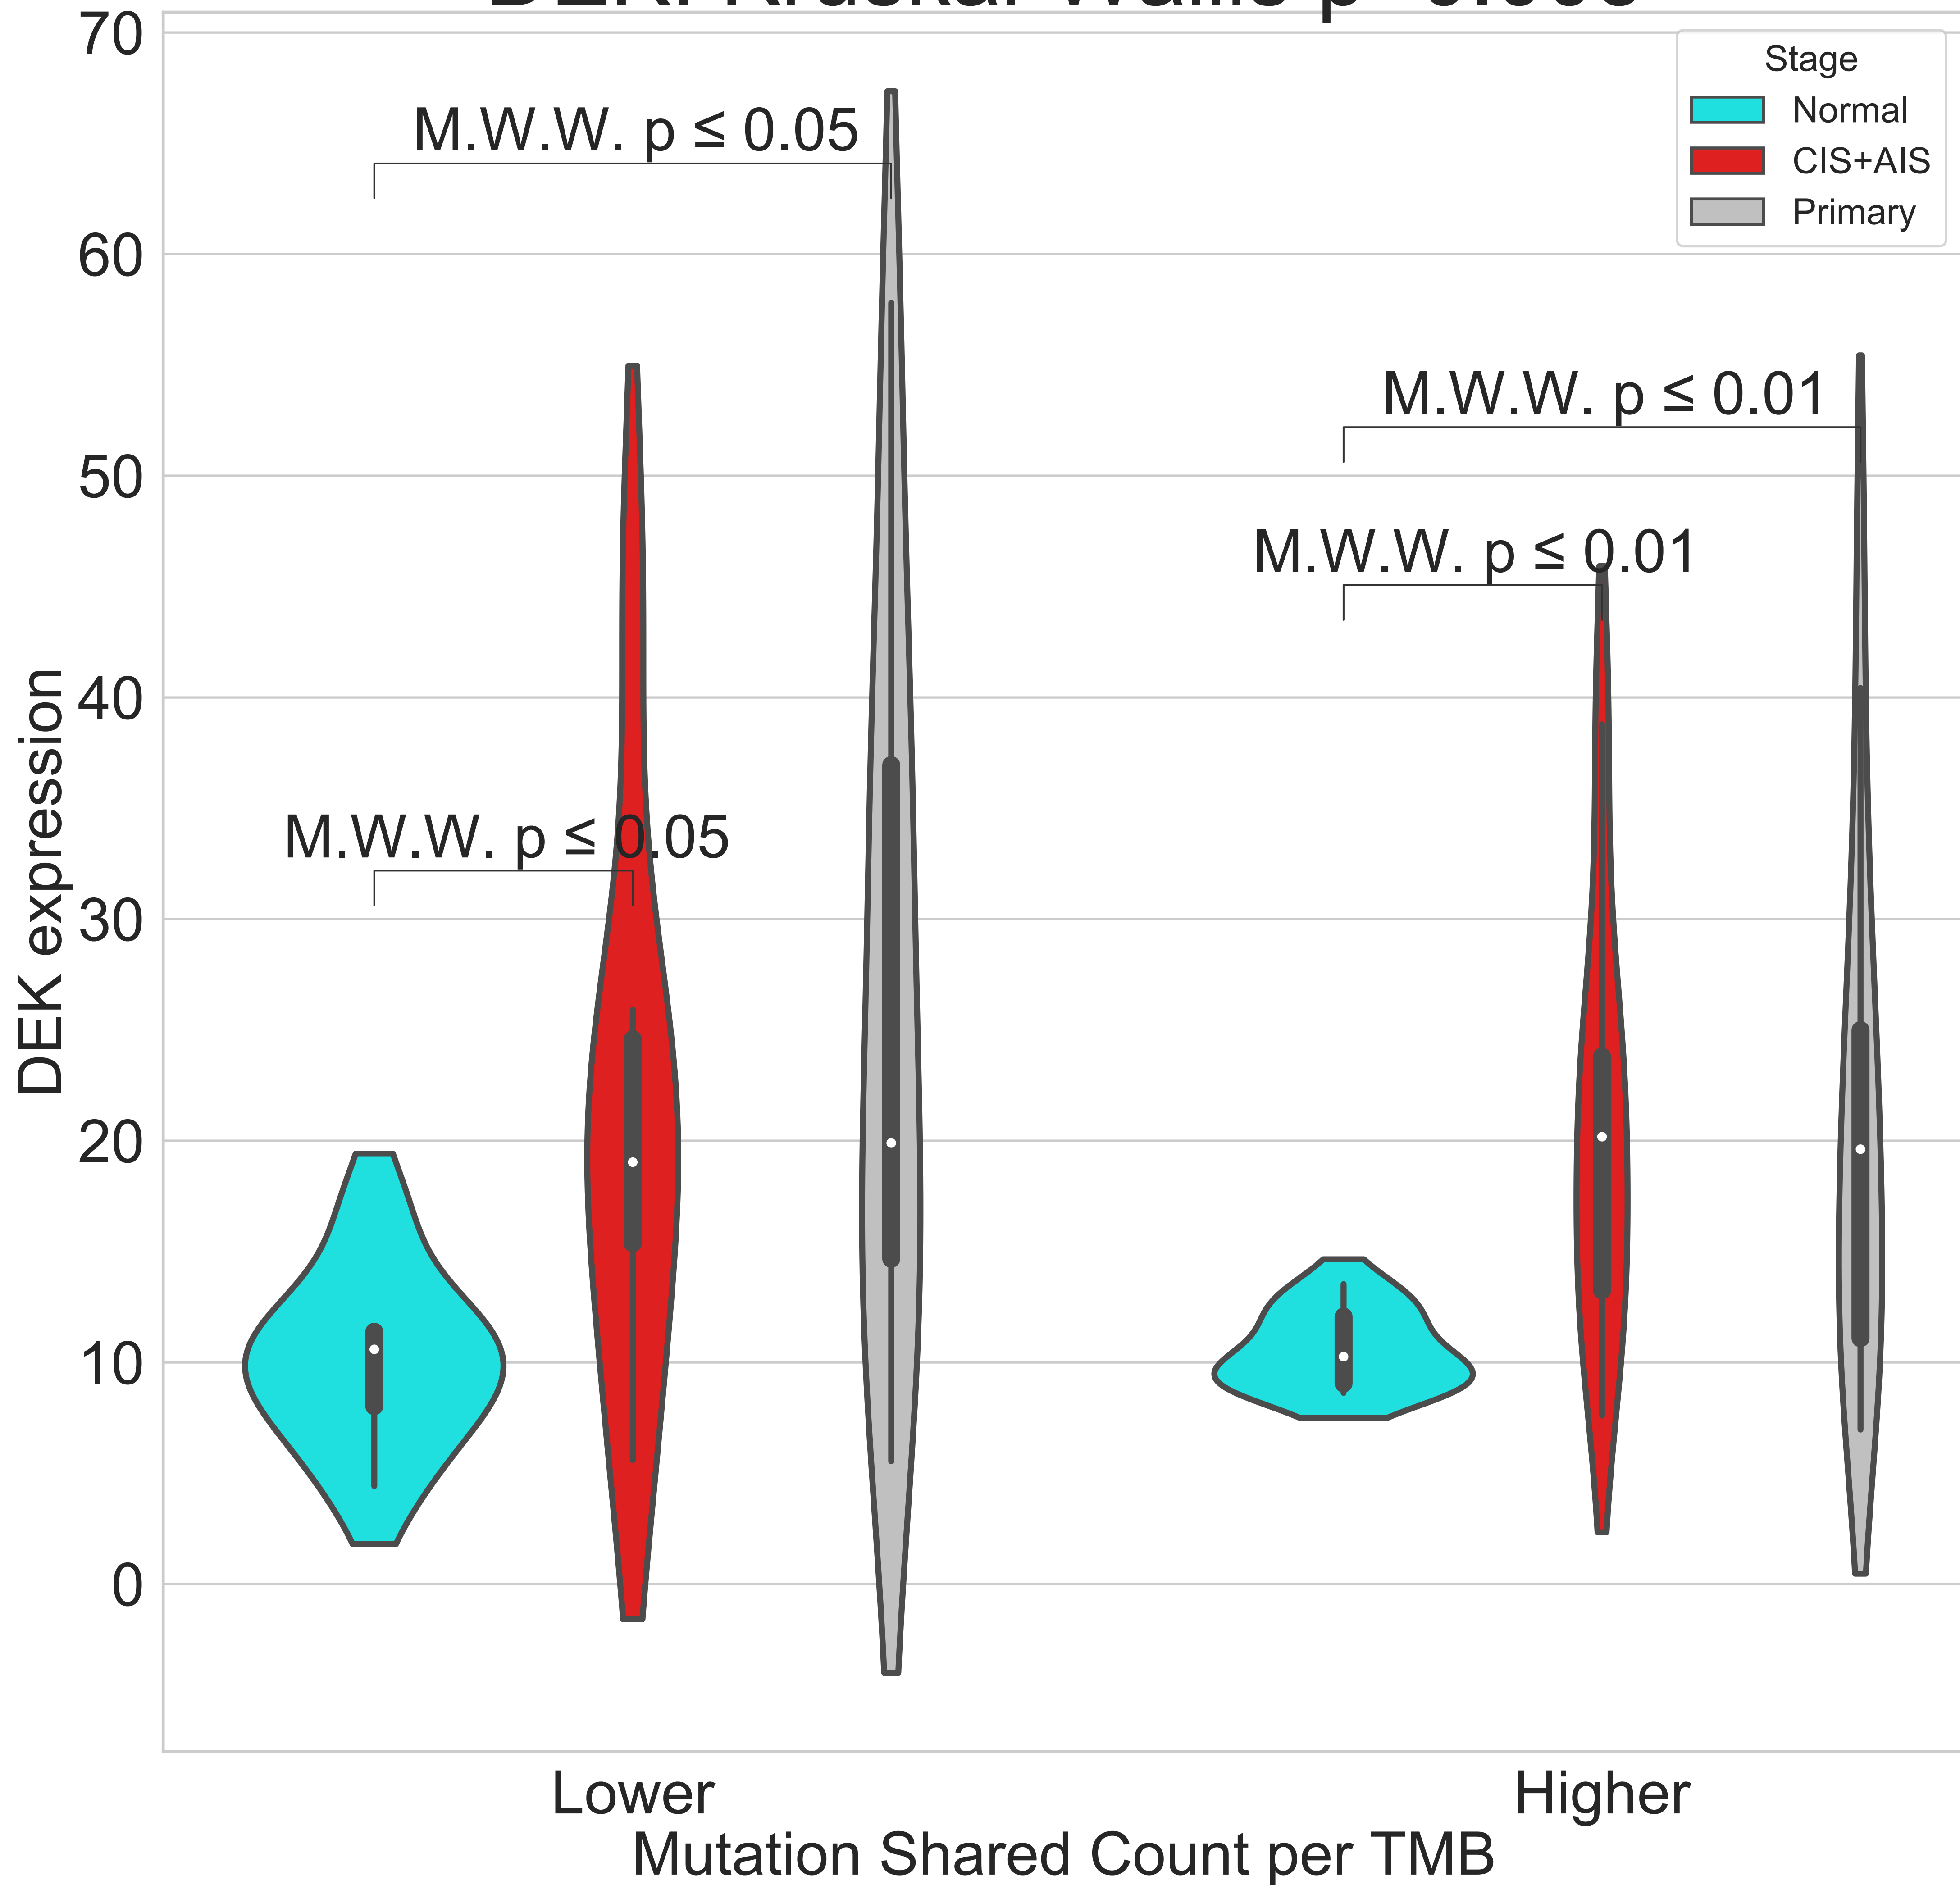 70
Stage
Normal
CIS+AIS
Primary
M.W.W. p ≤ 0.05
60
M.W.W. p ≤ 0.01
50
M.W.W. p ≤ 0.01
40
M.W.W. p ≤ 0.05
30
DEK expression
20
10
0
Lower
Higher
Mutation Shared Count per TMB